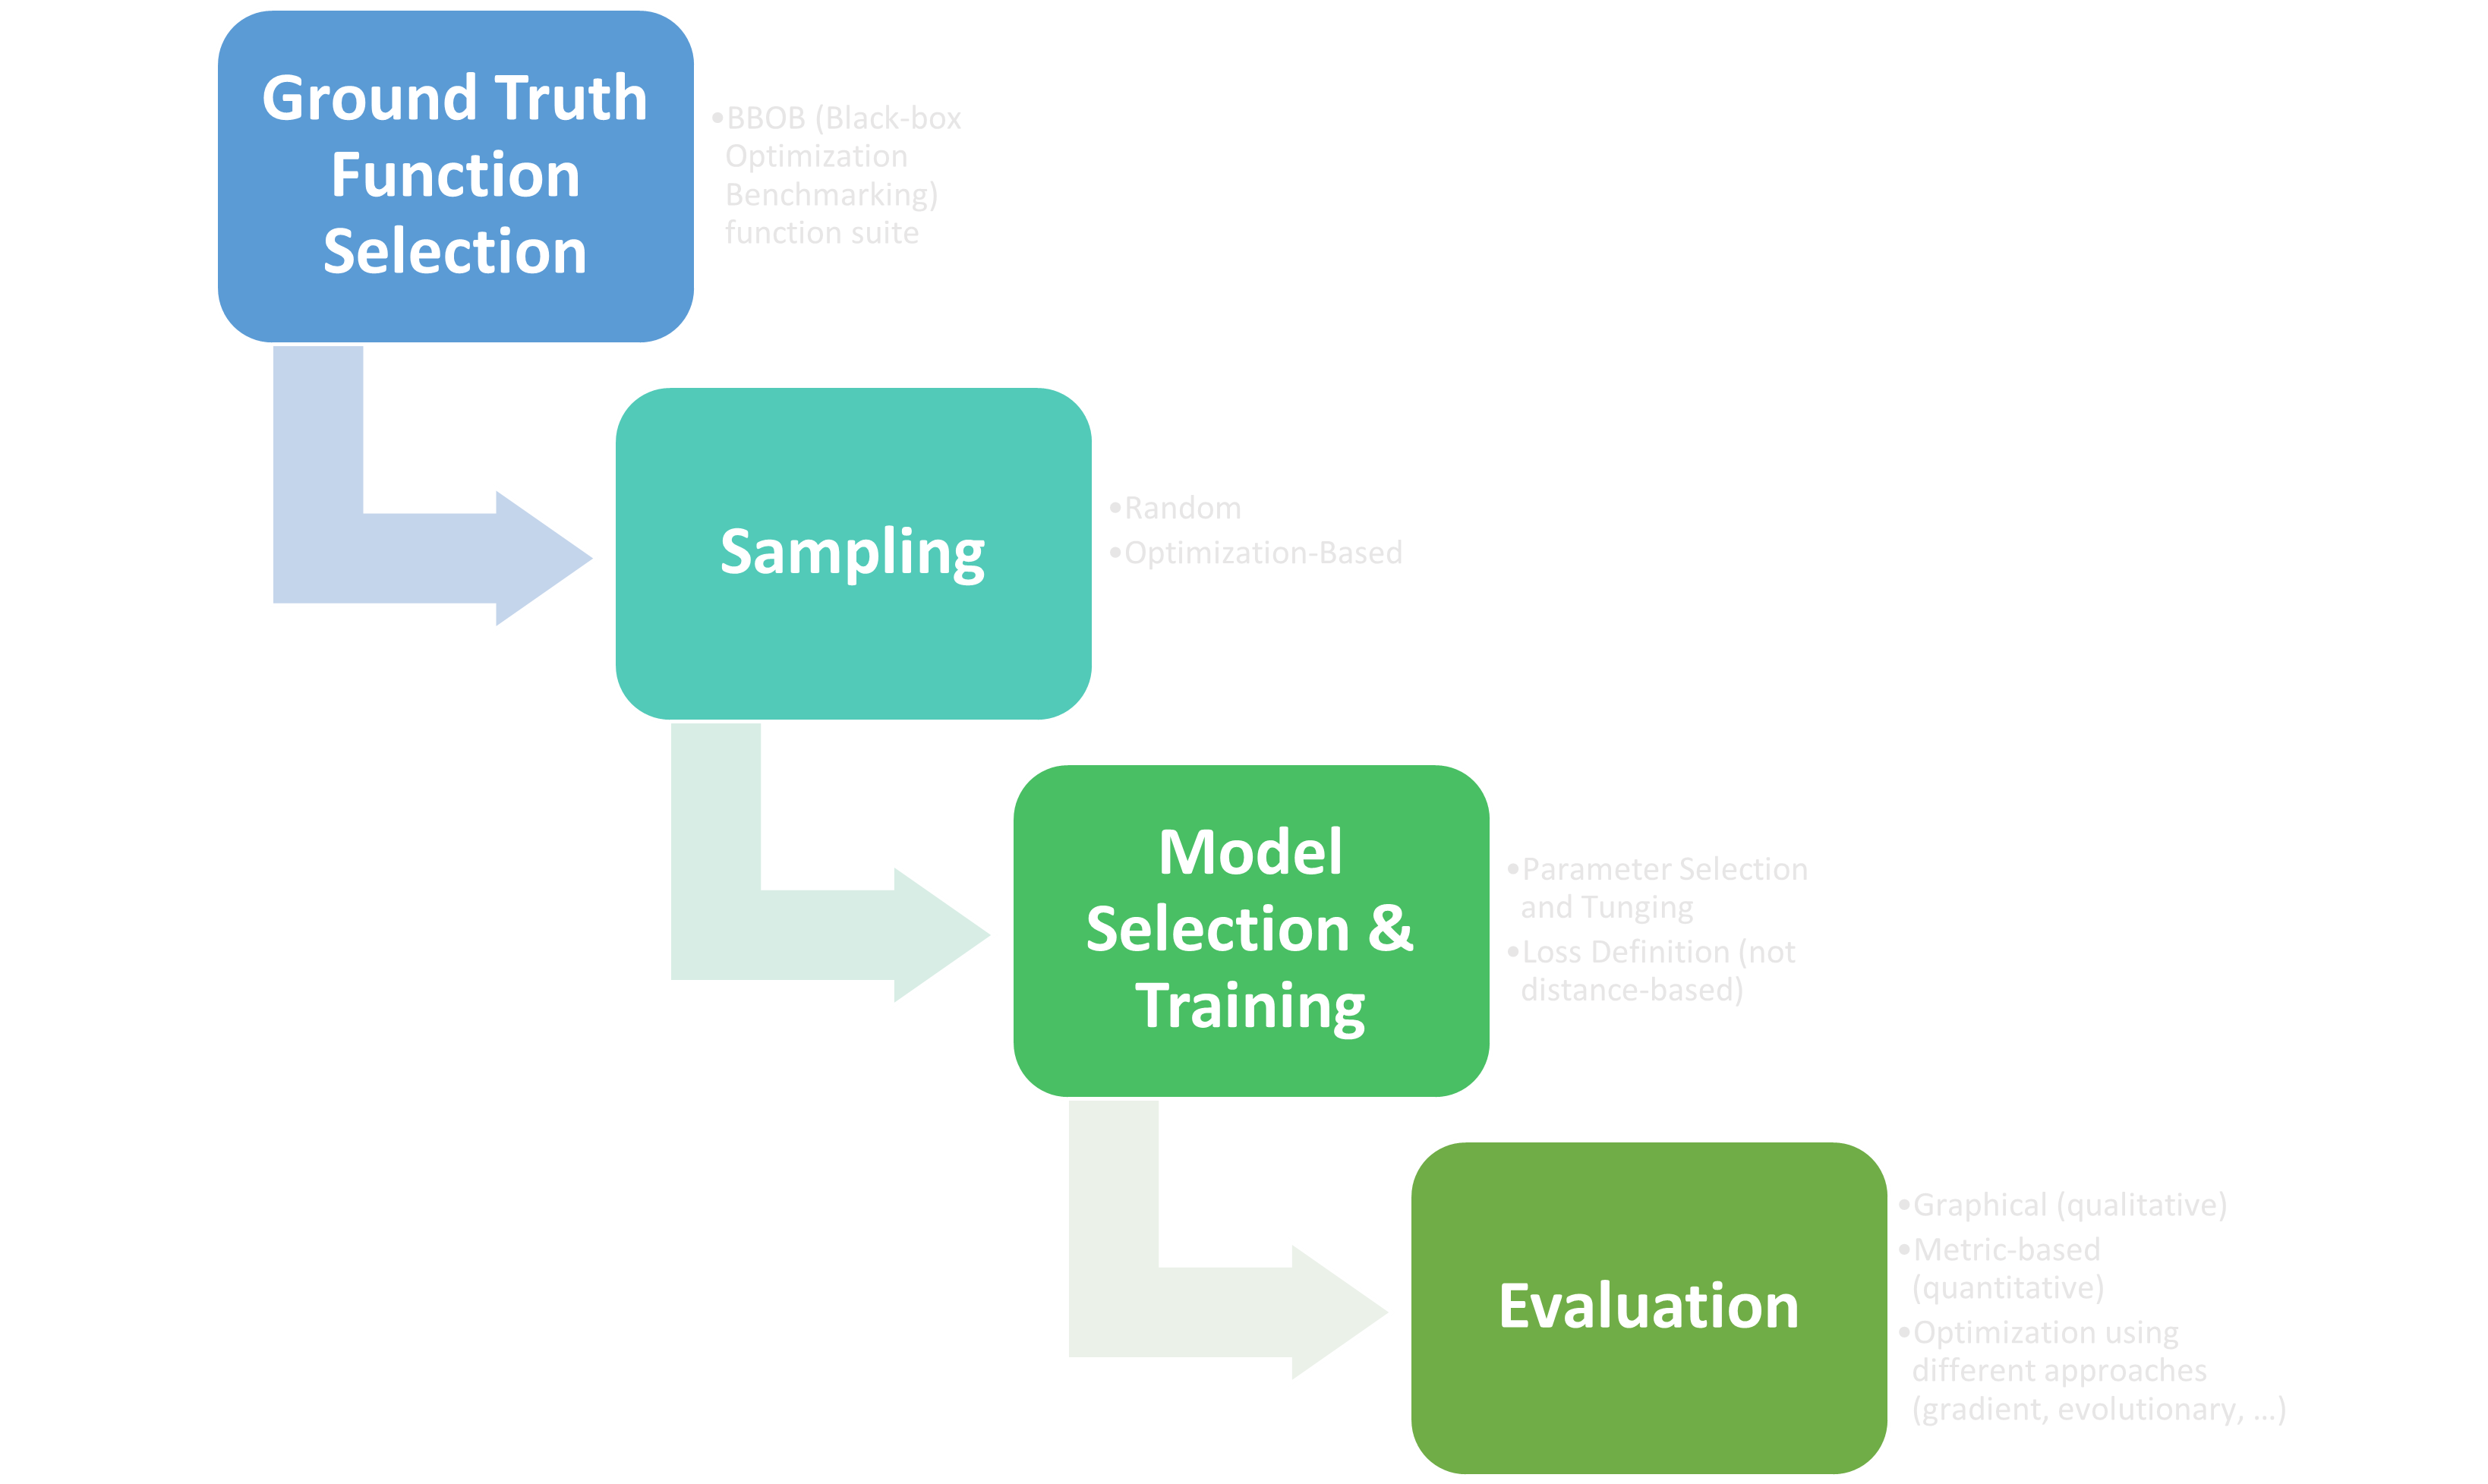 Ground Truth
Function
Selection
•BBOB (Black-box
Optimization
Benchmarking)
function suite
Sampling
•Random
•Optimization-Based
Model
Selection &
Training
•Parameter Selection
and Tunging
•Loss Definition (not
distance-based)
Evaluation
•Graphical (qualitative)
•Metric-based
(quantitative)
•Optimization using
different approaches
(gradient, evolutionary, ...)